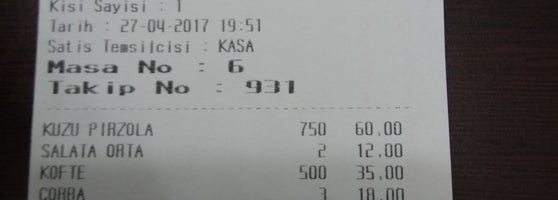 Kisi Sayisi : 1
Tarih : 27-04-2017 19:51
Satis Temsilcisi : KASA
Masa No : 6
Takip No : 931
KUZU PIRZOLA 750 60,00
SALATA ORTA 2 12,00
KOFTE 500 35,00
CORBA 3 18,00